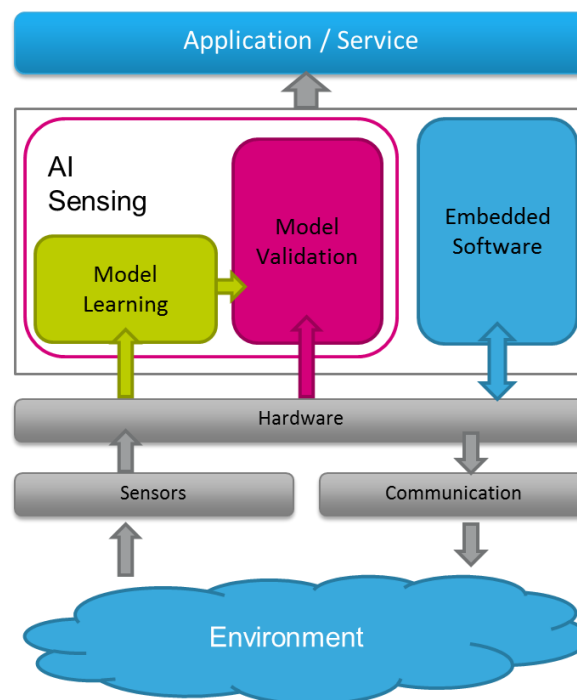 Application / Service
AI
Sensing
Model
Validation
Embedded
Software
Model
Learning
Hardware
Sensors
Communication
Environment